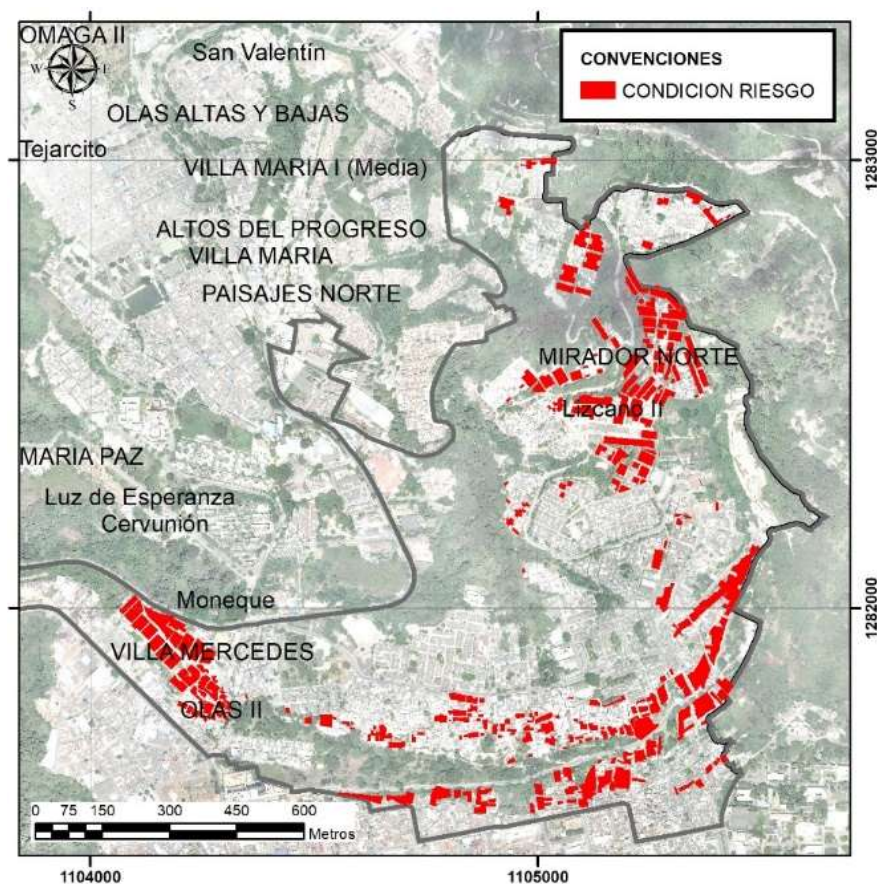 OMAGA II
W
E
S
San Valentín
OLAS ALTAS Y BAJAS
Tejarcito
VILLA MARIA I (Media)
ALTOS DEL PROGRESO
VILLA MARIA
PAISAJES NORTE
CONVENCIONES
CONDICION RIESGO
1283000
MIRADOR NORTE
Lizcano II
MARIA PAZ
Luz de Esperanza
Cervunión
Moneque
1282000
VILLA MERCEDES
OLAS II
0 75 150 300 450 600
Metros
1104000
1105000